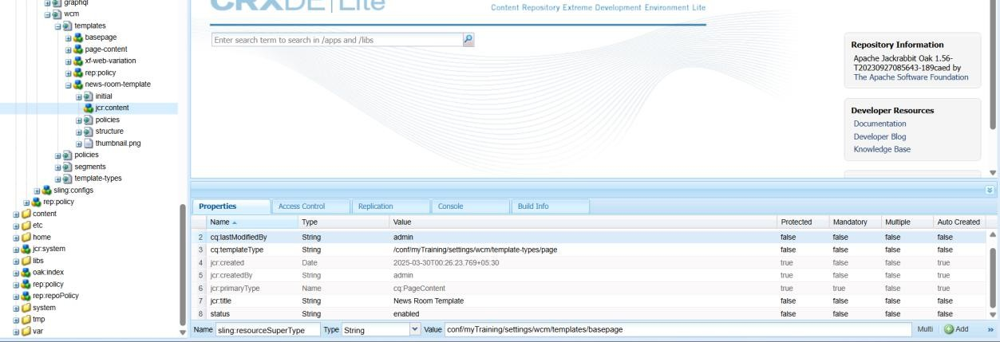 graphql
wcm
templates
basepage
page-content
xf-web-variation
rep:policy
news-room-template
initial
jcr:content
policies
structure
thumbnail.png
policies
segments
template-types
sling:configs
rep:policy
content
etc
home
jcr:system
libs
oak:index
rep:policy
rep:repoPolicy
system
tmp
var
CRXDE | Lite
Content Repository Extreme Development Environment Lite
Enter search term to search in /apps and /libs
Repository Information
Apache Jackrabbit Oak 1.56-
T20230927085643-189caed by
The Apache Software Foundation
Developer Resources
Documentation
Developer Blog
Knowledge Base
Properties Access Control Replication Console Build Info
Name Type Value Protected Mandatory Multiple Auto Created
2 cq:lastModifiedBy String admin false false false false
3 cq:templateType String /conf/myTraining/settings/wcm/template-types/page false false false false
4 jcr:created Date 2025-03-30T00:26:23.769+05:30 true false false true
5 jcr:createdBy String admin true false false true
6 jcr:primaryType Name cq:PageContent true true false true
7 jcr:title String News Room Template false false false false
8 status String enabled false false false false
Name sling:resourceSuperType Type String Value conf/myTraining/settings/wcm/templates/basepage Multi Add »